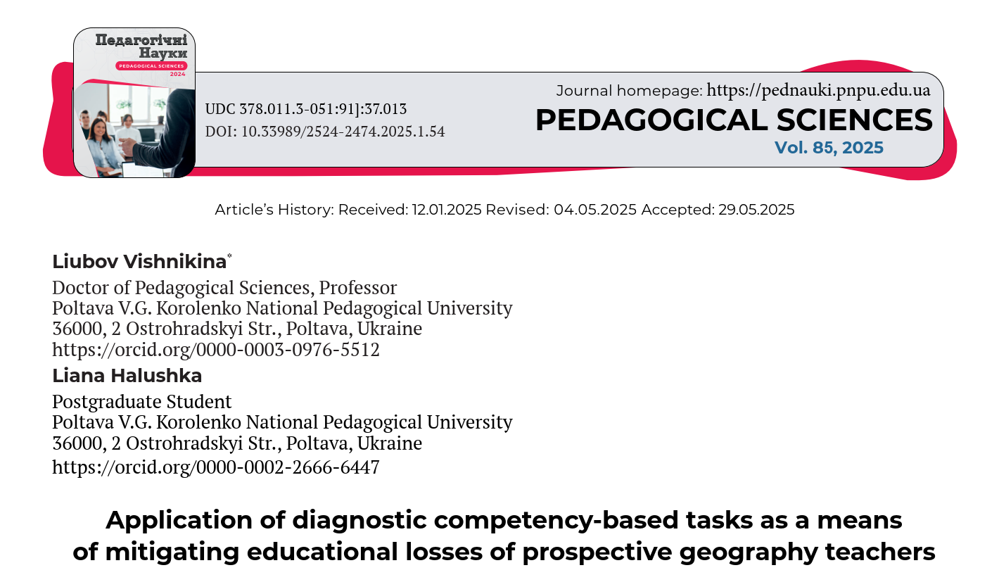 Педагогічні
Науки
PEDAGOGICAL SCIENCES
2024
UDC 378.011.3-051:91]:37.013
DOI: 10.33989/2524-2474.2025.1.54
Journal homepage: https://pednauki.pnpu.edu.ua
PEDAGOGICAL SCIENCES
Vol. 85, 2025
Article’s History: Received: 12.01.2025 Revised: 04.05.2025 Accepted: 29.05.2025
Liubov Vishnikina*
Doctor of Pedagogical Sciences, Professor
Poltava V.G. Korolenko National Pedagogical University
36000, 2 Ostrohradskyi Str., Poltava, Ukraine
https://orcid.org/0000-0003-0976-5512
Liana Halushka
Postgraduate Student
Poltava V.G. Korolenko National Pedagogical University
36000, 2 Ostrohradskyi Str., Poltava, Ukraine
https://orcid.org/0000-0002-2666-6447
Application of diagnostic competency-based tasks as a means
of mitigating educational losses of prospective geography teachers